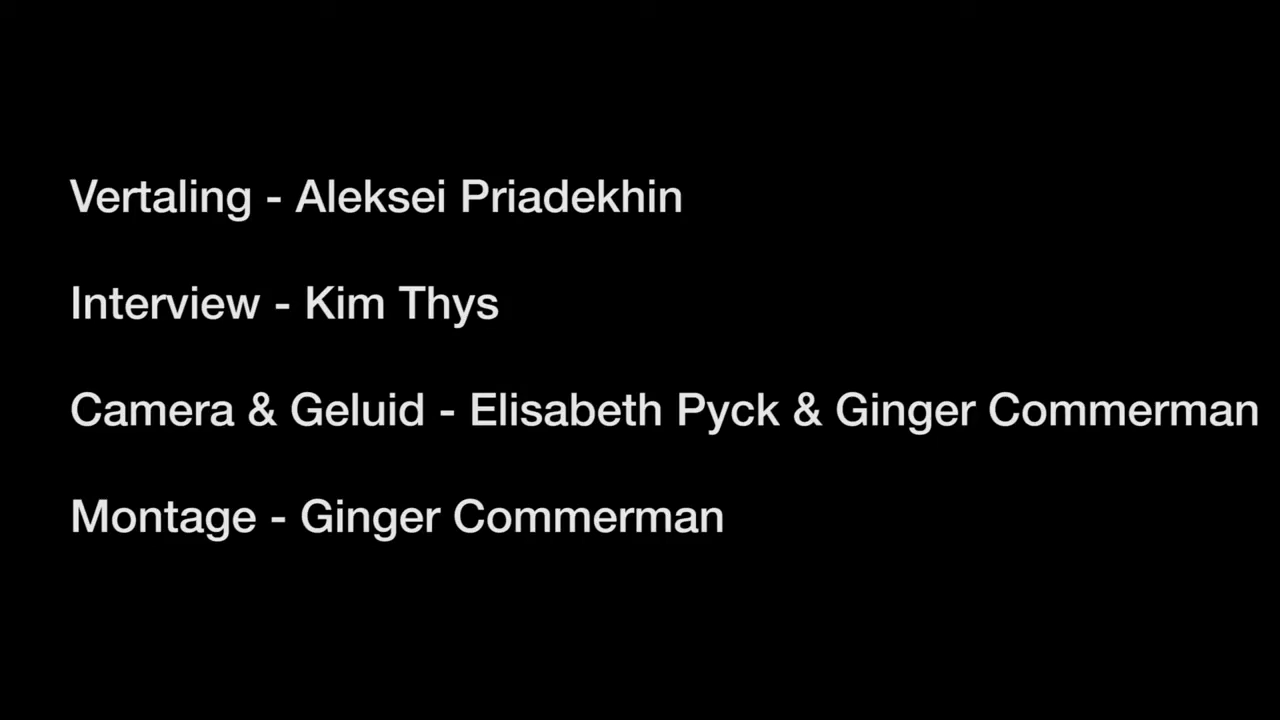 Vertaling - Aleksei Priadekhin
Interview - Kim Thys
Camera & Geluid - Elisabeth Pyck & Ginger Commerman
Montage - Ginger Commerman